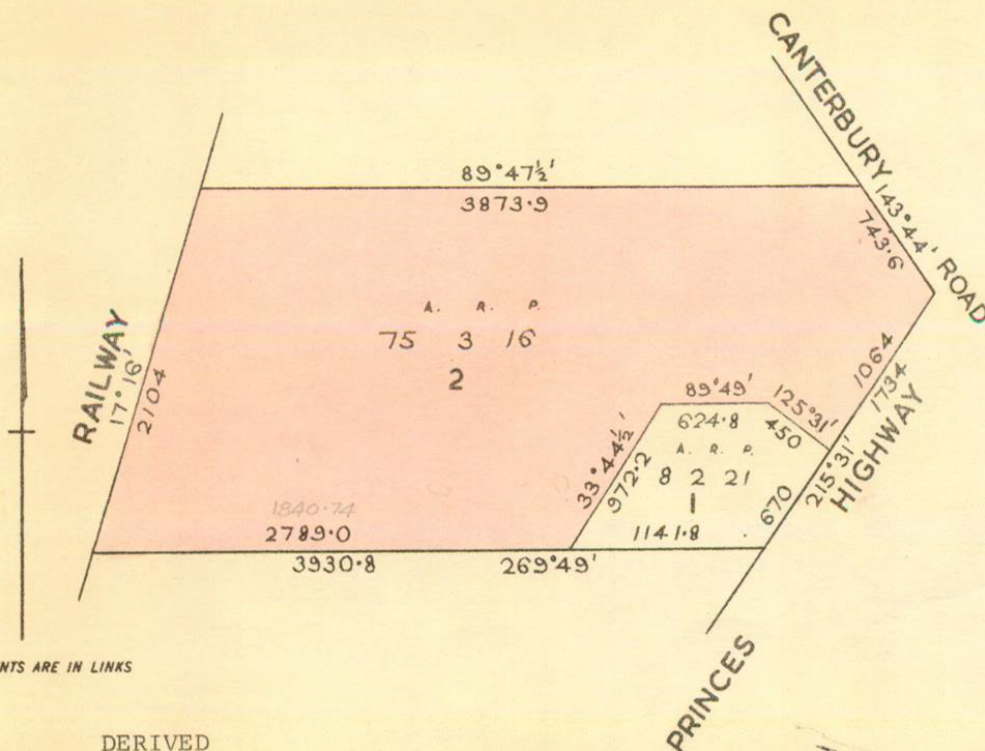 CANTERBURY ROAD
143°44'
743·6
89°47½'
3873·9
A. R. P.
75 3 16
2
RAILWAY
17°16'
2104
1064
1734
89°49'
125°31'
624·8
450
33°44½'
972·2
A. R. P.
8 2 21
1
670
215°31'
PRINCES HIGHWAY
1840·74
2789·0
1141·8
3930·8
269°49'
NTS ARE IN LINKS
DERIVED